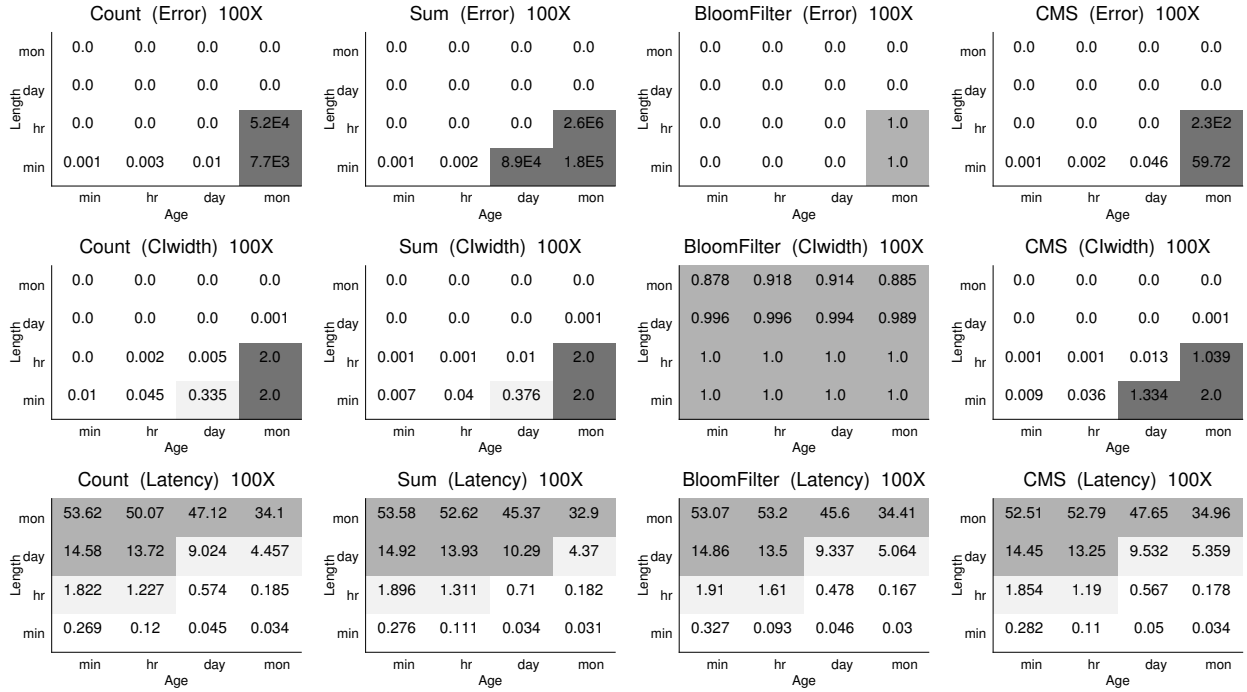 Count (Error) 100X
Length
mon 0.0 0.0 0.0 0.0
day 0.0 0.0 0.0 0.0
hr 0.0 0.0 0.0 5.2E4
min 0.001 0.003 0.01 7.7E3
min hr day mon
Age
Sum (Error) 100X
Length
mon 0.0 0.0 0.0 0.0
day 0.0 0.0 0.0 0.0
hr 0.0 0.0 0.0 2.6E6
min 0.001 0.002 8.9E4 1.8E5
min hr day mon
Age
BloomFilter (Error) 100X
Length
mon 0.0 0.0 0.0 0.0
day 0.0 0.0 0.0 0.0
hr 0.0 0.0 0.0 1.0
min 0.0 0.0 0.0 1.0
min hr day mon
Age
CMS (Error) 100X
Length
mon 0.0 0.0 0.0 0.0
day 0.0 0.0 0.0 0.0
hr 0.0 0.0 0.0 2.3E2
min 0.001 0.002 0.046 59.72
min hr day mon
Age
Count (CIwidth) 100X
Length
mon 0.0 0.0 0.0 0.0
day 0.0 0.0 0.0 0.001
hr 0.0 0.002 0.005 2.0
min 0.01 0.045 0.335 2.0
min hr day mon
Age
Sum (CIwidth) 100X
Length
mon 0.0 0.0 0.0 0.0
day 0.0 0.0 0.0 0.001
hr 0.001 0.001 0.01 2.0
min 0.007 0.04 0.376 2.0
min hr day mon
Age
BloomFilter (CIwidth) 100X
Length
mon 0.878 0.918 0.914 0.885
day 0.996 0.996 0.994 0.989
hr 1.0 1.0 1.0 1.0
min 1.0 1.0 1.0 1.0
min hr day mon
Age
CMS (CIwidth) 100X
Length
mon 0.0 0.0 0.0 0.0
day 0.0 0.0 0.0 0.001
hr 0.001 0.001 0.013 1.039
min 0.009 0.036 1.334 2.0
min hr day mon
Age
Count (Latency) 100X
Length
mon 53.62 50.07 47.12 34.1
day 14.58 13.72 9.024 4.457
hr 1.822 1.227 0.574 0.185
min 0.269 0.12 0.045 0.034
min hr day mon
Age
Sum (Latency) 100X
Length
mon 53.58 52.62 45.37 32.9
day 14.92 13.93 10.29 4.37
hr 1.896 1.311 0.71 0.182
min 0.276 0.111 0.034 0.031
min hr day mon
Age
BloomFilter (Latency) 100X
Length
mon 53.07 53.2 45.6 34.41
day 14.86 13.5 9.337 5.064
hr 1.91 1.61 0.478 0.167
min 0.327 0.093 0.046 0.03
min hr day mon
Age
CMS (Latency) 100X
Length
mon 52.51 52.79 47.65 34.96
day 14.45 13.25 9.532 5.359
hr 1.854 1.19 0.567 0.178
min 0.282 0.11 0.05 0.034
min hr day mon
Age